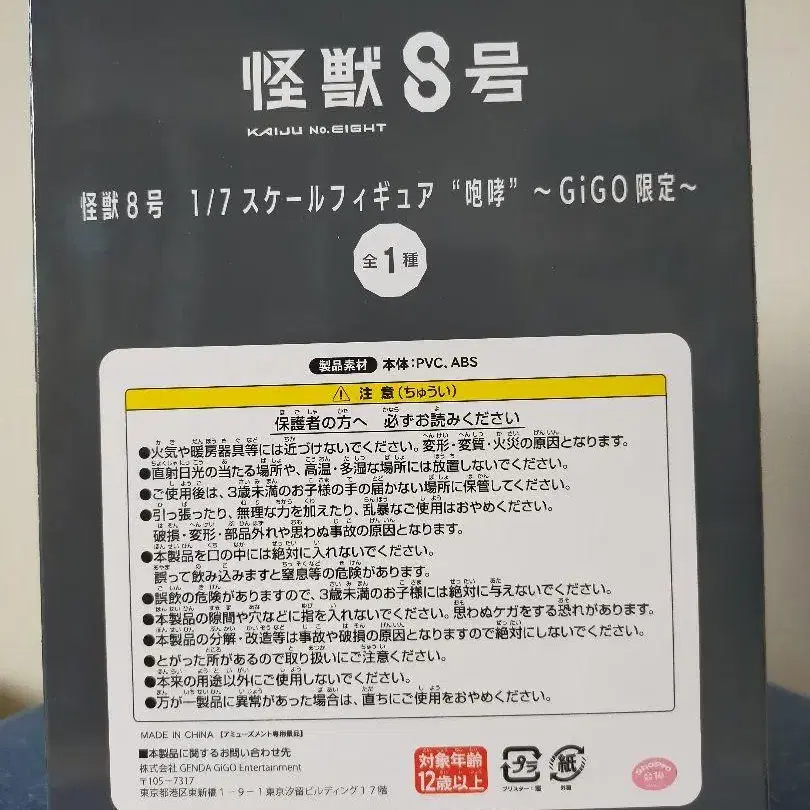 怪獣8号
KAIJU No.EIGHT
怪獣8号 1/7スケールフィギュア “咆哮” ～GiGO限定～
全1種
製品素材 本体:PVC、ABS
⚠ 注意(ちゅうい)
保護者の方へ 必ずお読みください
●火気や暖房器具等には近づけないでください。変形・変質・火災の原因となります。
●直射日光の当たる場所や、高温・多湿な場所には放置しないでください。
●ご使用後は、3歳未満のお子様の手の届かない場所に保管してください。
●引っ張ったり、無理な力を加えたり、乱暴なご使用はおやめください。
破損・変形・部品外れや思わぬ事故の原因となります。
●本製品を口の中には絶対に入れないでください。
誤って飲み込みますと窒息等の危険があります。
●誤飲の危険がありますので、3歳未満のお子様には絶対に与えないでください。
●本製品の隙間や穴などに指を入れないでください。思わぬケガをする恐れがあります。
●本製品の分解・改造等は事故や破損の原因となりますので絶対にしないでください。
●とがった所があるので取り扱いにご注意ください。
●本来の用途以外にご使用しないでください。
●万が一製品に異常があった場合は、直ちにご使用をおやめください。
MADE IN CHINA 【アミューズメント専用景品】
■本製品に関するお問い合わせ先
株式会社 GENDA GiGO Entertainment
〒105-7317
東京都港区東新橋1-9-1東京汐留ビルディング17階
対象年齢
12歳以上
プラ
ブリスター:袋
紙
外箱